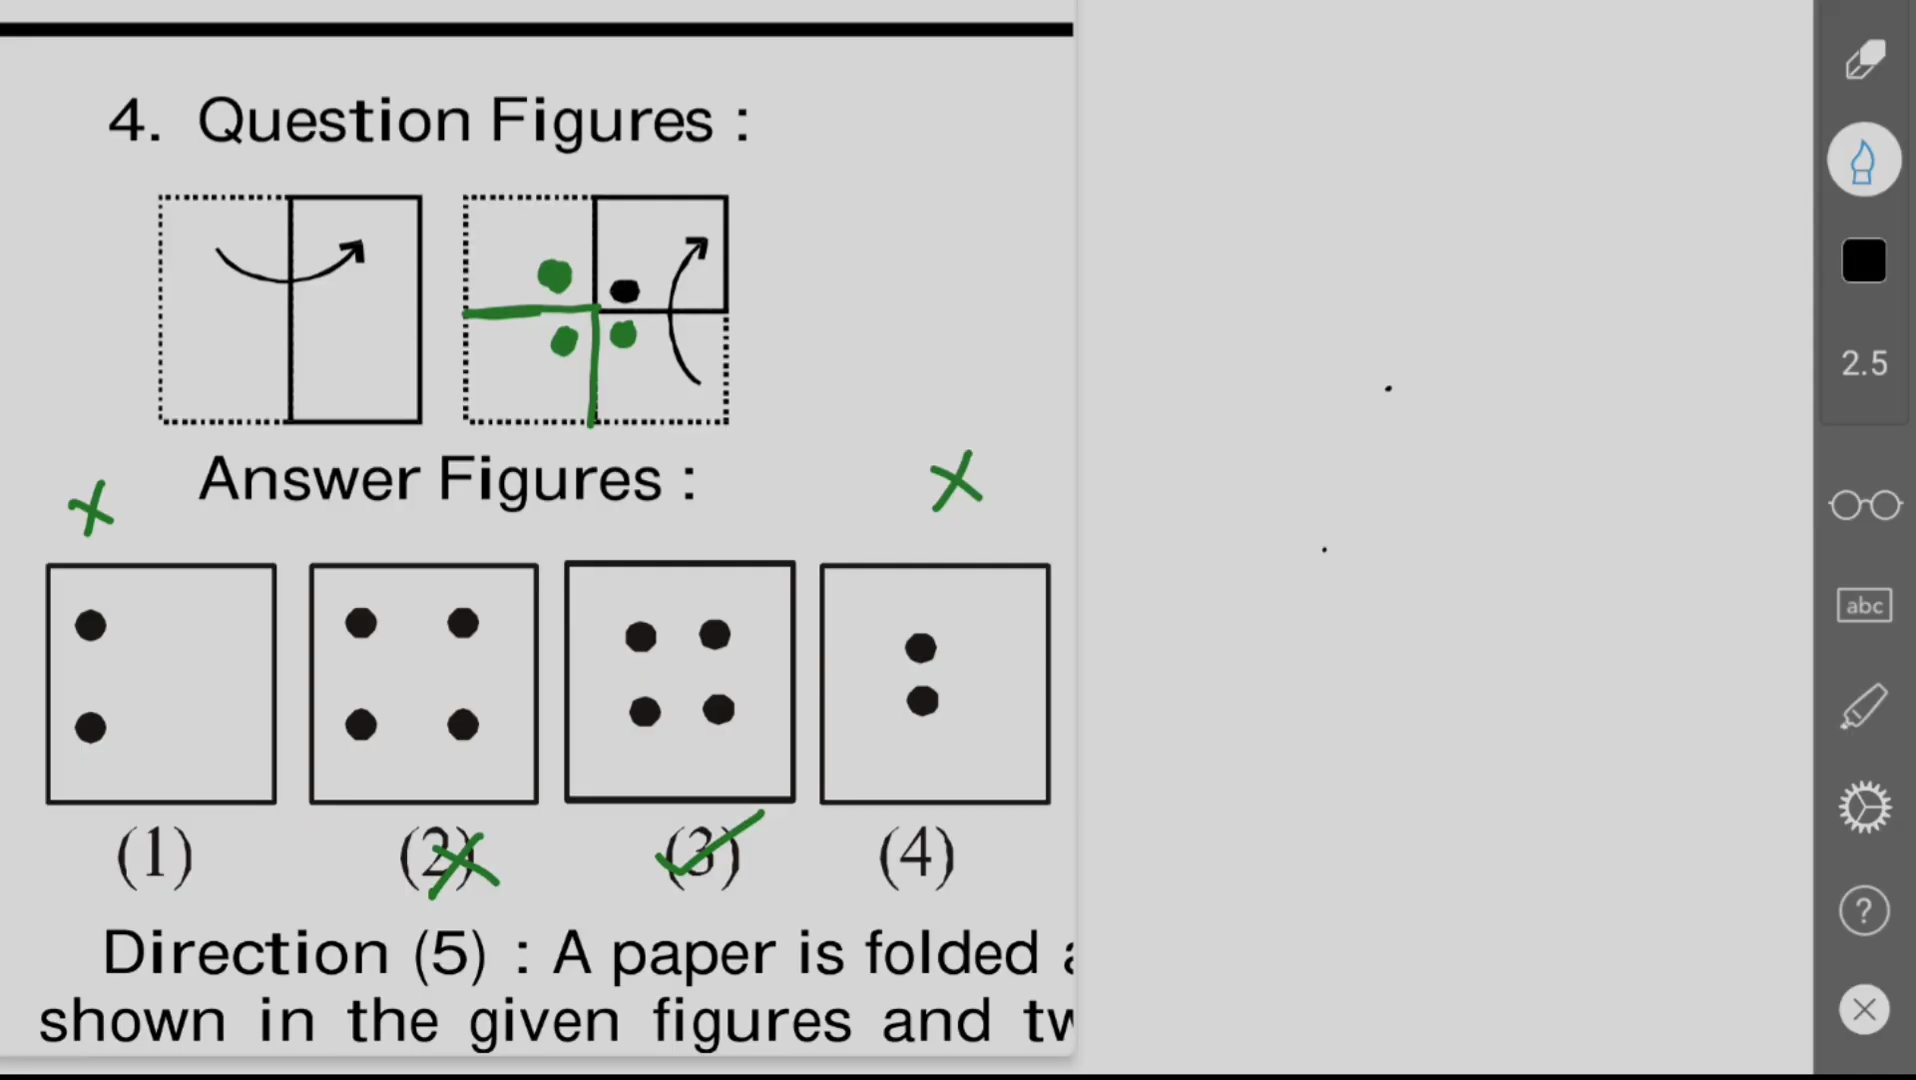 4. Question Figures :
Answer Figures :
(1) (2) (3) (4)
Direction (5) : A paper is folded
shown in the given figures and
2.5
abc
?